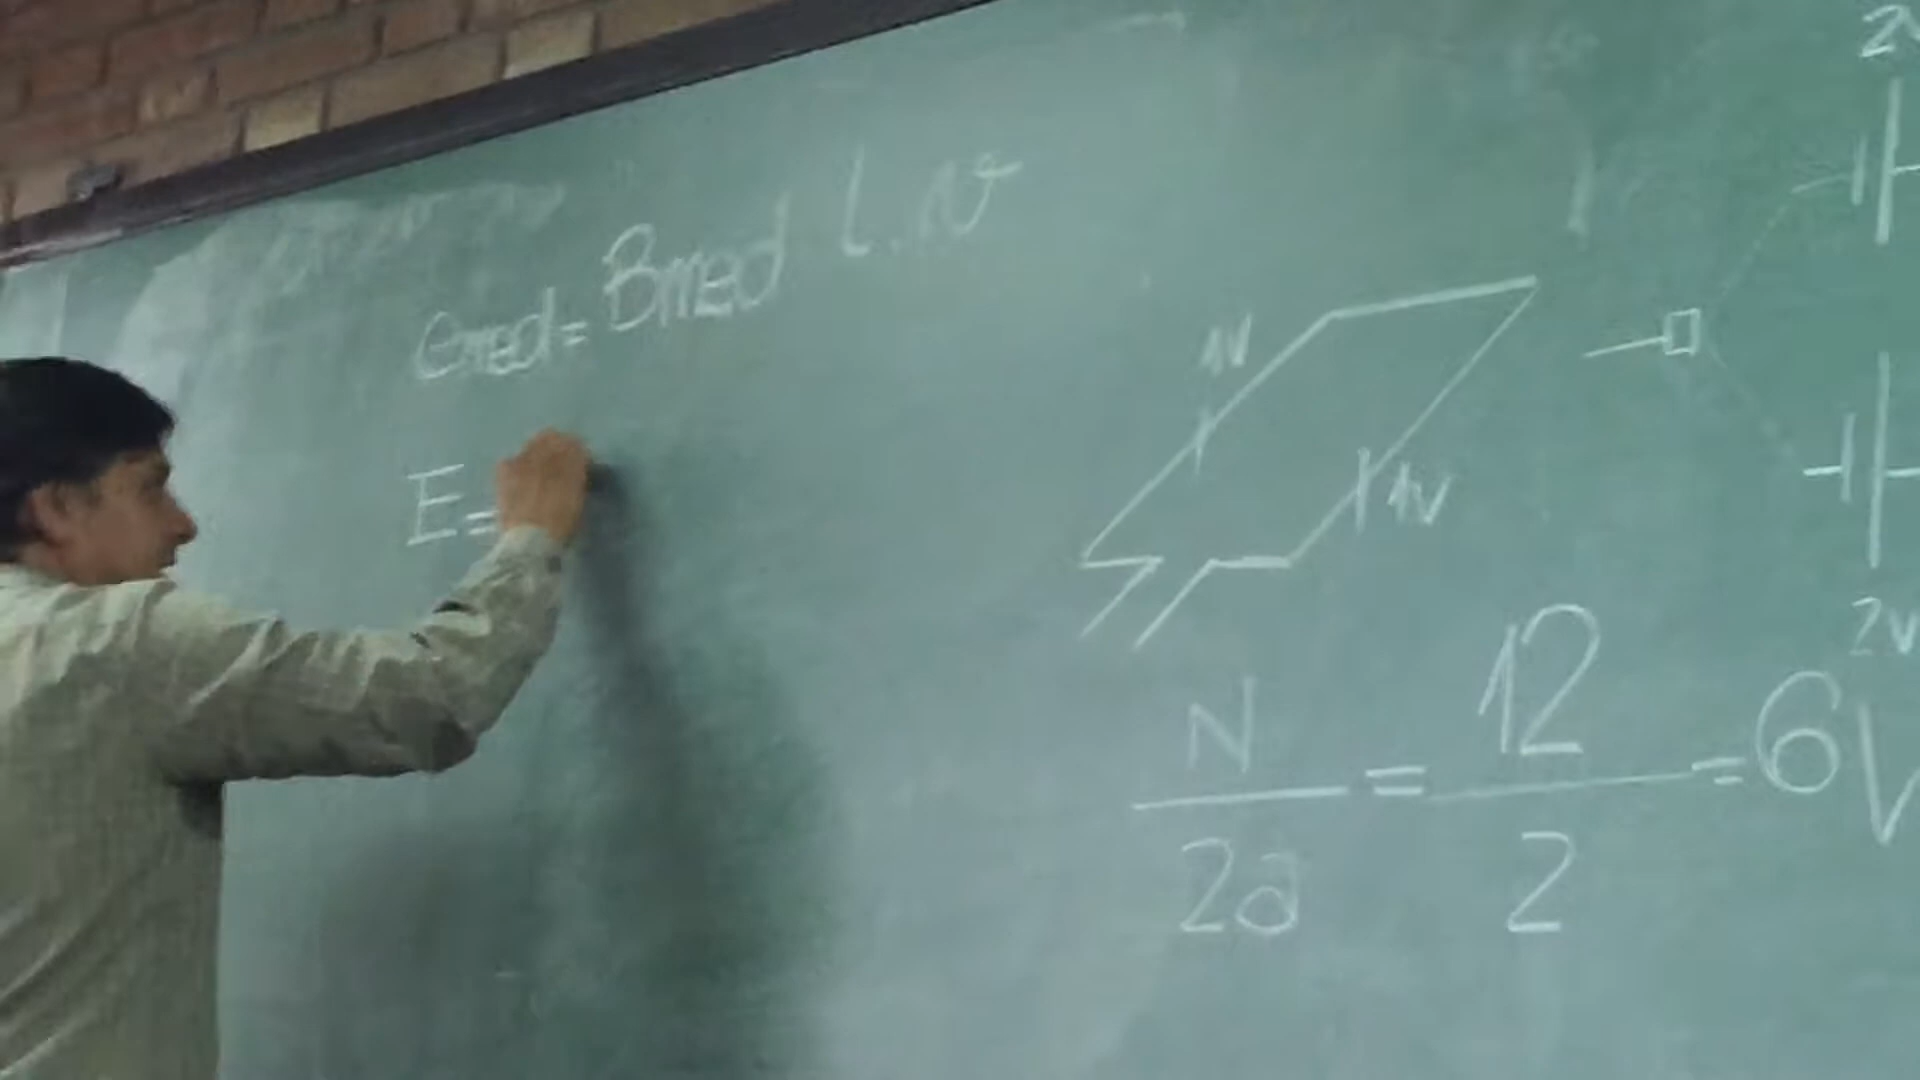 emed = Bmed L.v
E =
1V
1V
2V
2V
N/2a = 12/2 = 6V